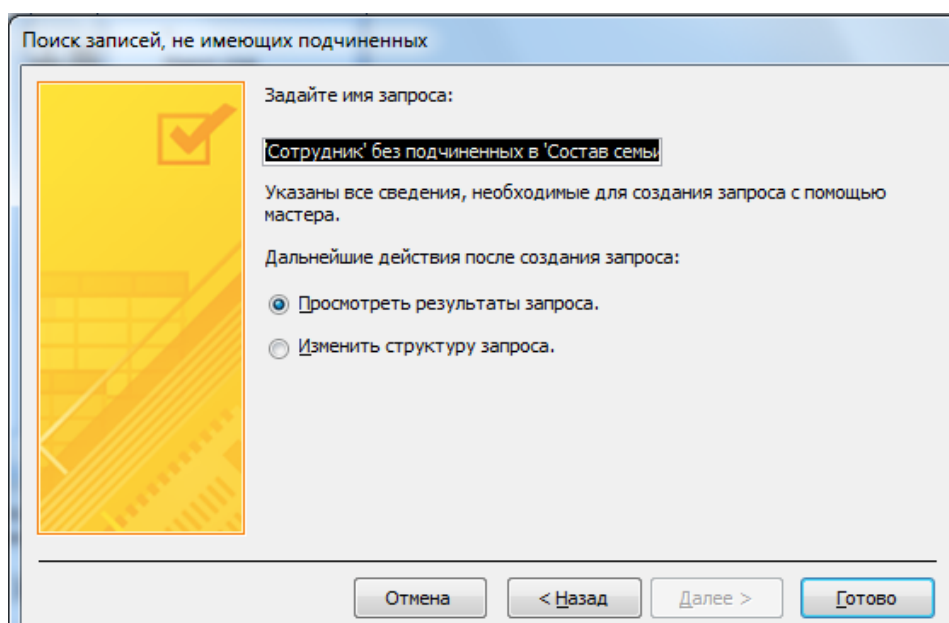 Поиск записей, не имеющих подчиненных
Задайте имя запроса:
'Сотрудник' без подчиненных в 'Состав семьи
Указаны все сведения, необходимые для создания запроса с помощью
мастера.
Дальнейшие действия после создания запроса:
Просмотреть результаты запроса.
Изменить структуру запроса.
Отмена
< Назад
Далее >
Готово